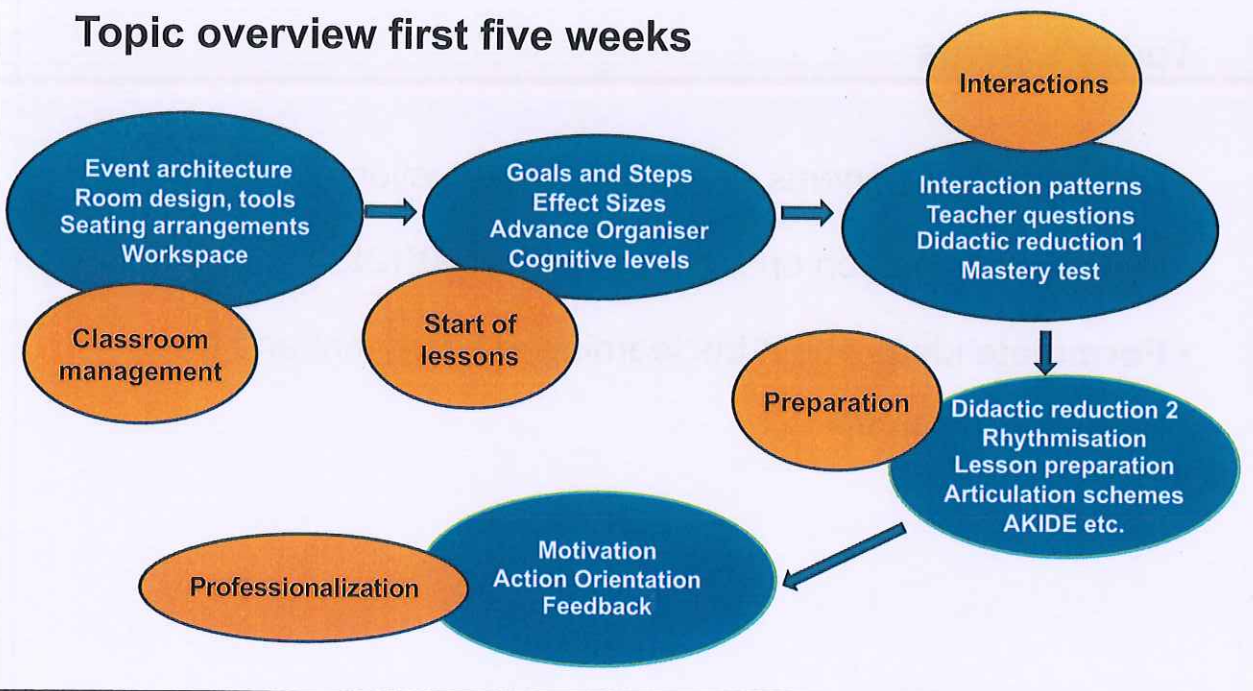 Topic overview first five weeks
Event architecture
Room design, tools
Seating arrangements
Workspace
Classroom
management
Goals and Steps
Effect Sizes
Advance Organiser
Cognitive levels
Start of
lessons
Interactions
Interaction patterns
Teacher questions
Didactic reduction 1
Mastery test
Preparation
Didactic reduction 2
Rhythmisation
Lesson preparation
Articulation schemes
AKIDE etc.
Professionalization
Motivation
Action Orientation
Feedback